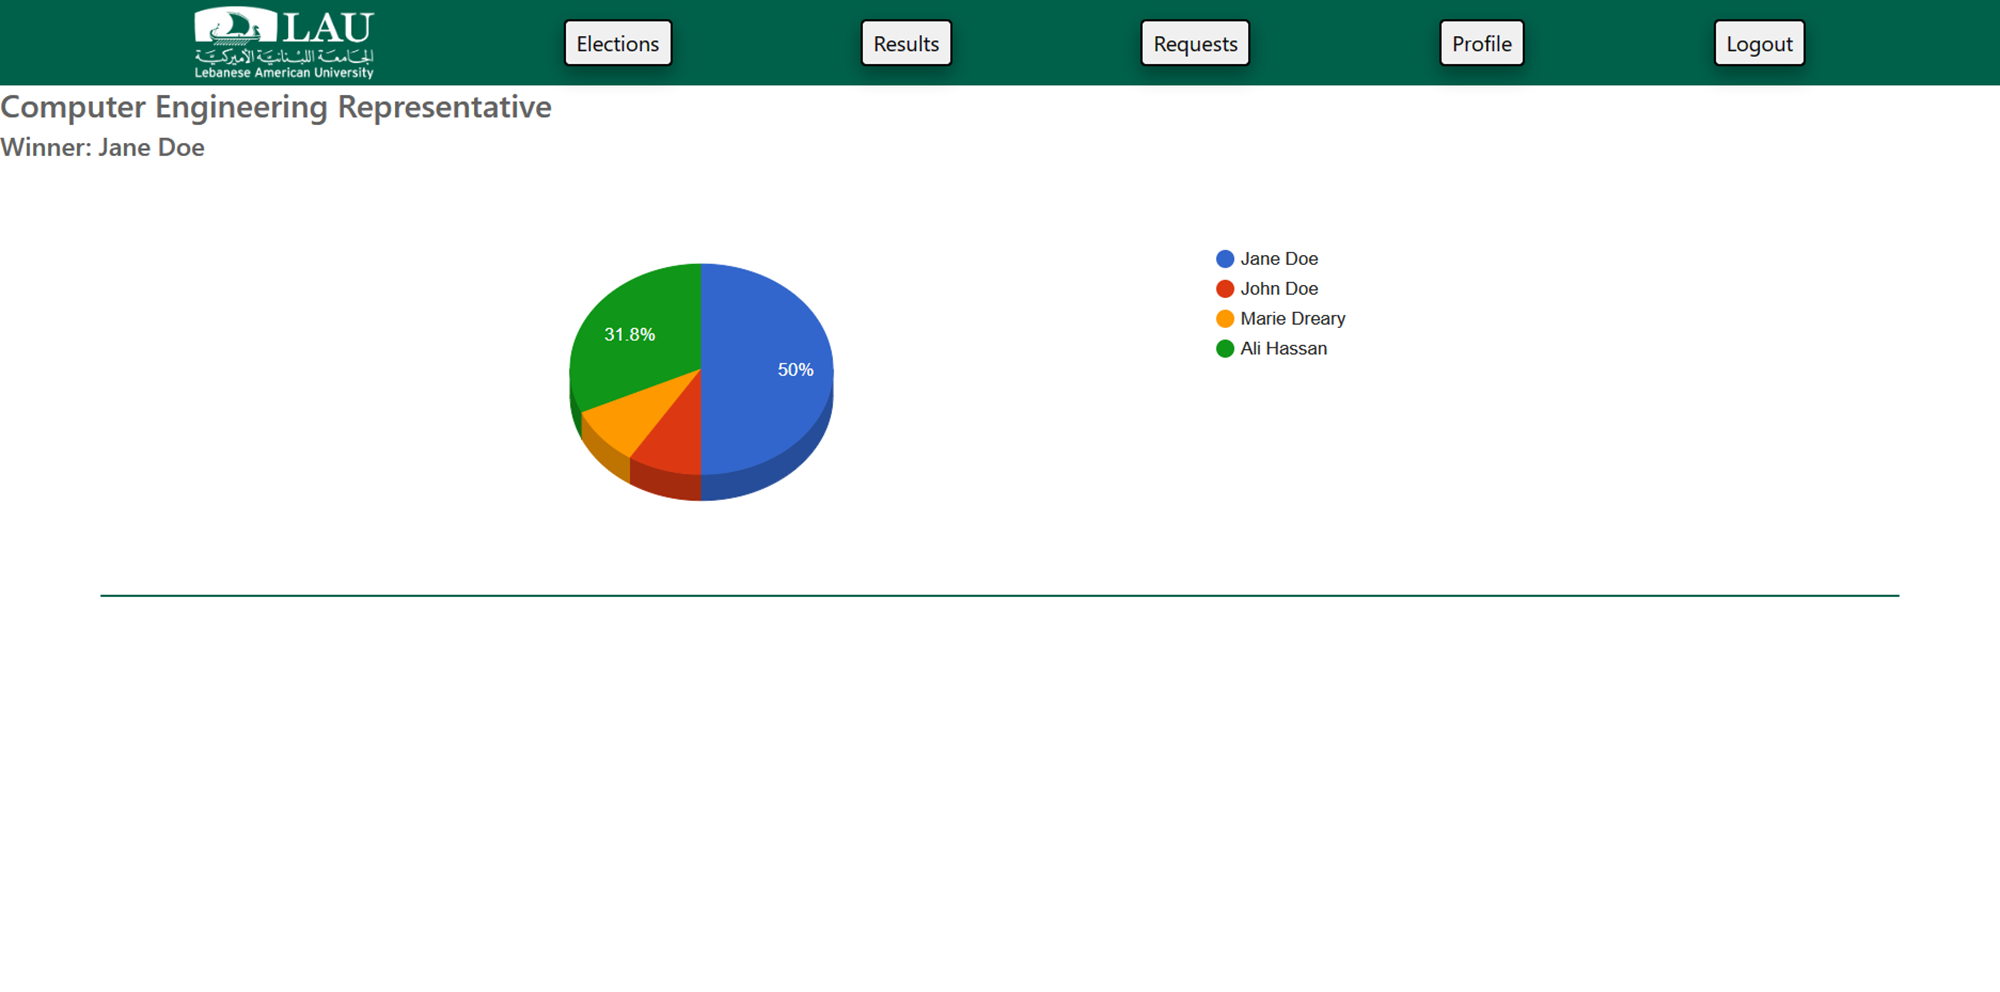 LAU
الجامعة اللبنانية الأميركية
Lebanese American University
Elections
Results
Requests
Profile
Logout
Computer Engineering Representative
Winner: Jane Doe
31.8%
50%
Jane Doe
John Doe
Marie Dreary
Ali Hassan